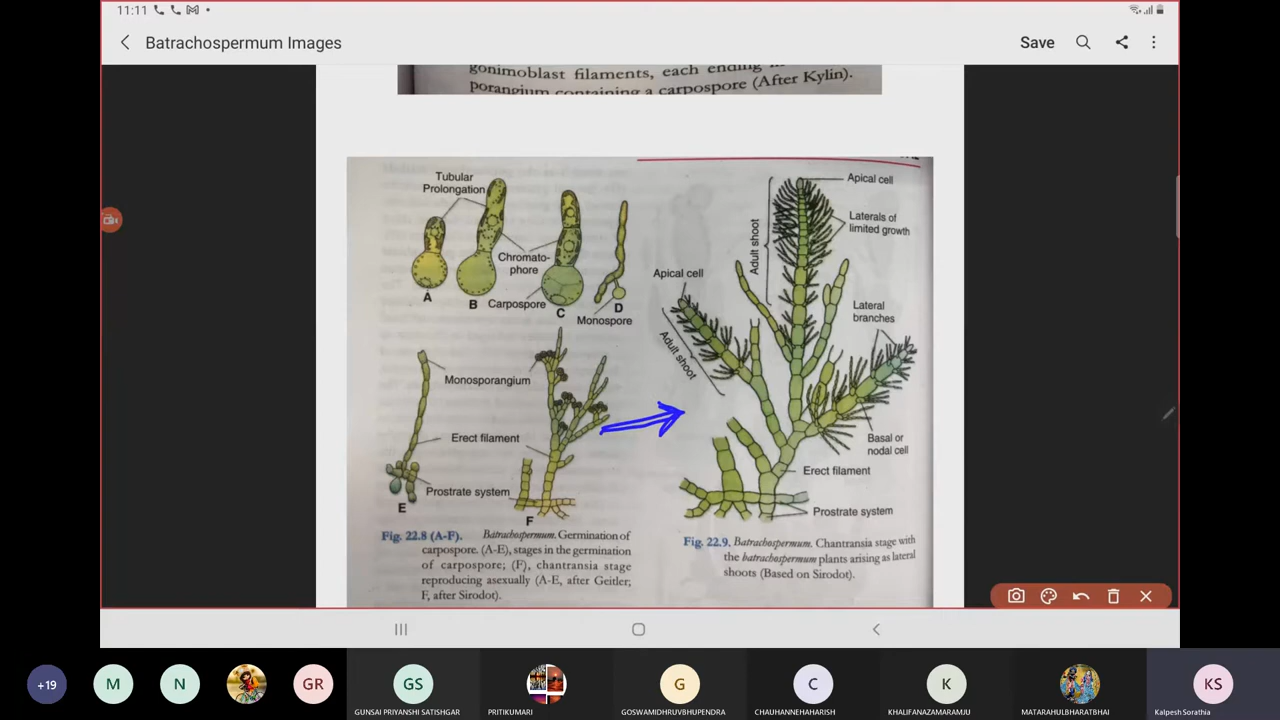 11:11
Batrachospermum Images
Save
gonimoblast filaments, each ending
porangium containing a carpospore (After Kylin).
Tubular
Prolongation
Chromato-
phore
Carpospore
A
B
C
D
Monospore
Monosporangium
Erect filament
Prostrate system
E
F
Fig. 22.8 (A-F). Batrachospermum. Germination of
carpospore. (A-E), stages in the germination
of carpospore; (F), chantransia stage
reproducing asexually (A-E, after Geitler,
F, after Sirodot).
Apical cell
Adult shoot
Laterals of
limited growth
Apical cell
Adult shoot
Lateral
branches
Basal or
nodal cell
Erect filament
Prostrate system
Fig. 22.9. Batrachospermum. Chantransia stage with
the batrachospermum plants arising as lateral
shoots (Based on Sirodot).
+19
M
N
GR
GS
G
C
K
KS
GUNSAI PRIYANSHI SATISHGAR
PRITIKUMARI
GOSWAMIDHRUVBHUPENDRA
CHAUHANNEHAHARISH
KHALIFANAZAMARAMJU
MATARAHULBHARATBHAI
Kalpesh Sorathia